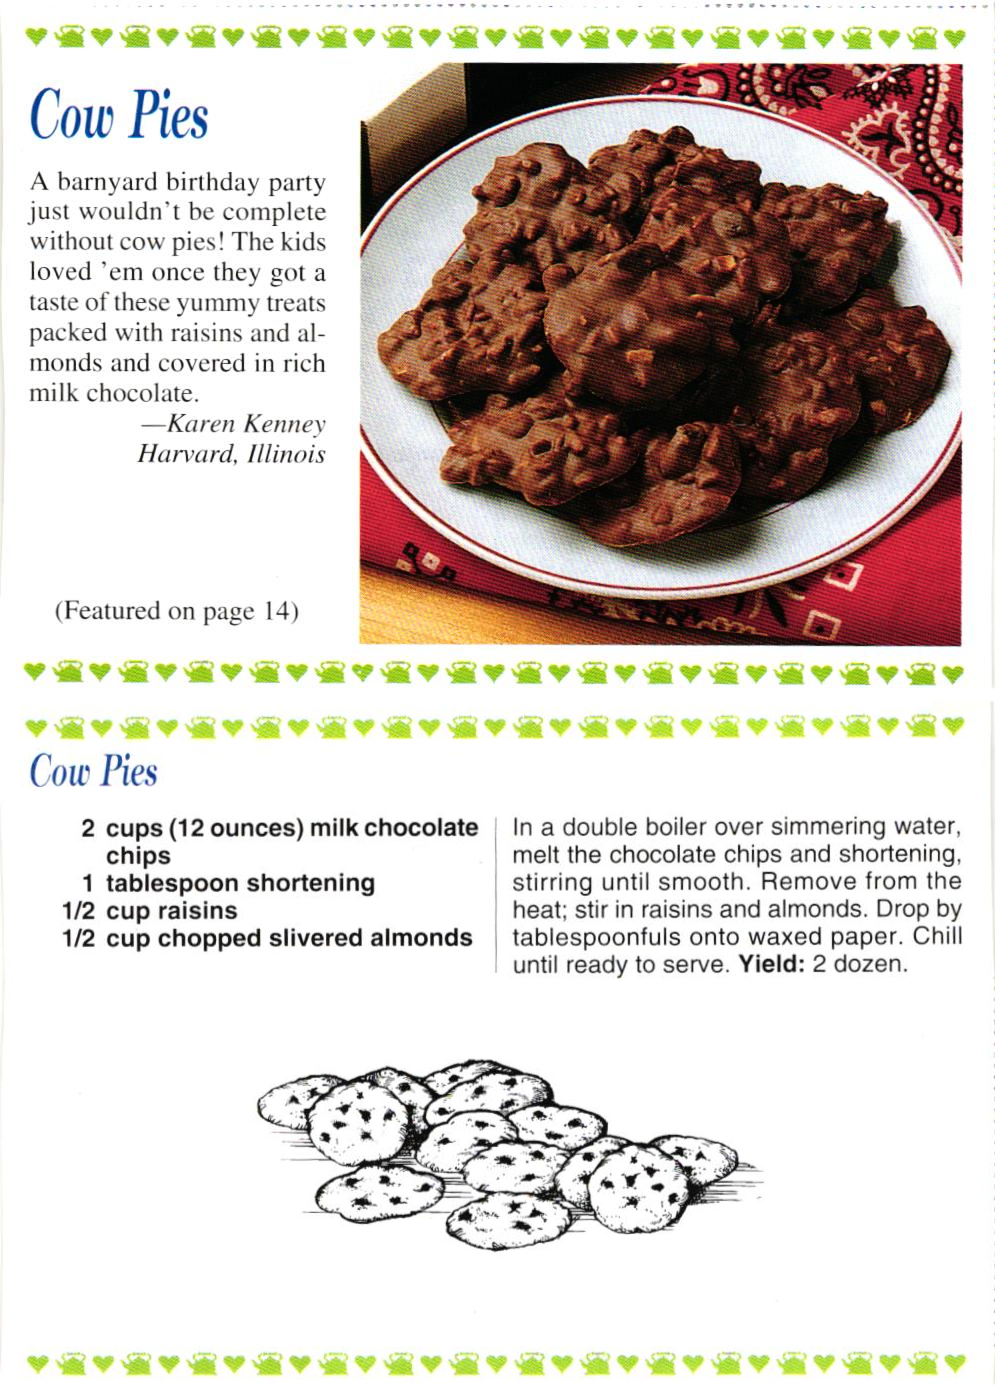 Cow Pies
A barnyard birthday party
just wouldn't be complete
without cow pies! The kids
loved 'em once they got a
taste of these yummy treats
packed with raisins and al-
monds and covered in rich
milk chocolate.
—Karen Kenney
Harvard, Illinois
(Featured on page 14)
Cow Pies
2 cups (12 ounces) milk chocolate
chips
1 tablespoon shortening
1/2 cup raisins
1/2 cup chopped slivered almonds
In a double boiler over simmering water,
melt the chocolate chips and shortening,
stirring until smooth. Remove from the
heat; stir in raisins and almonds. Drop by
tablespoonfuls onto waxed paper. Chill
until ready to serve. Yield: 2 dozen.